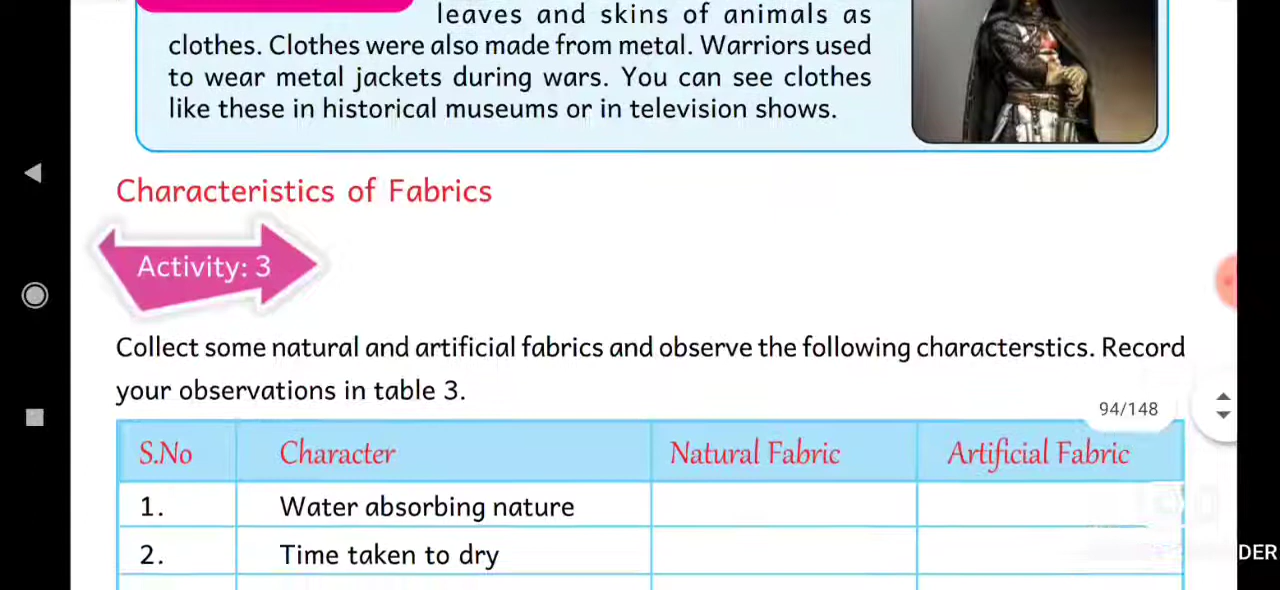 leaves and skins of animals as
clothes. Clothes were also made from metal. Warriors used
to wear metal jackets during wars. You can see clothes
like these in historical museums or in television shows.
Characteristics of Fabrics
Activity: 3
Collect some natural and artificial fabrics and observe the following characterstics. Record
your observations in table 3.
94/148
S.No Character Natural Fabric Artificial Fabric
1. Water absorbing nature
2. Time taken to dry
DER